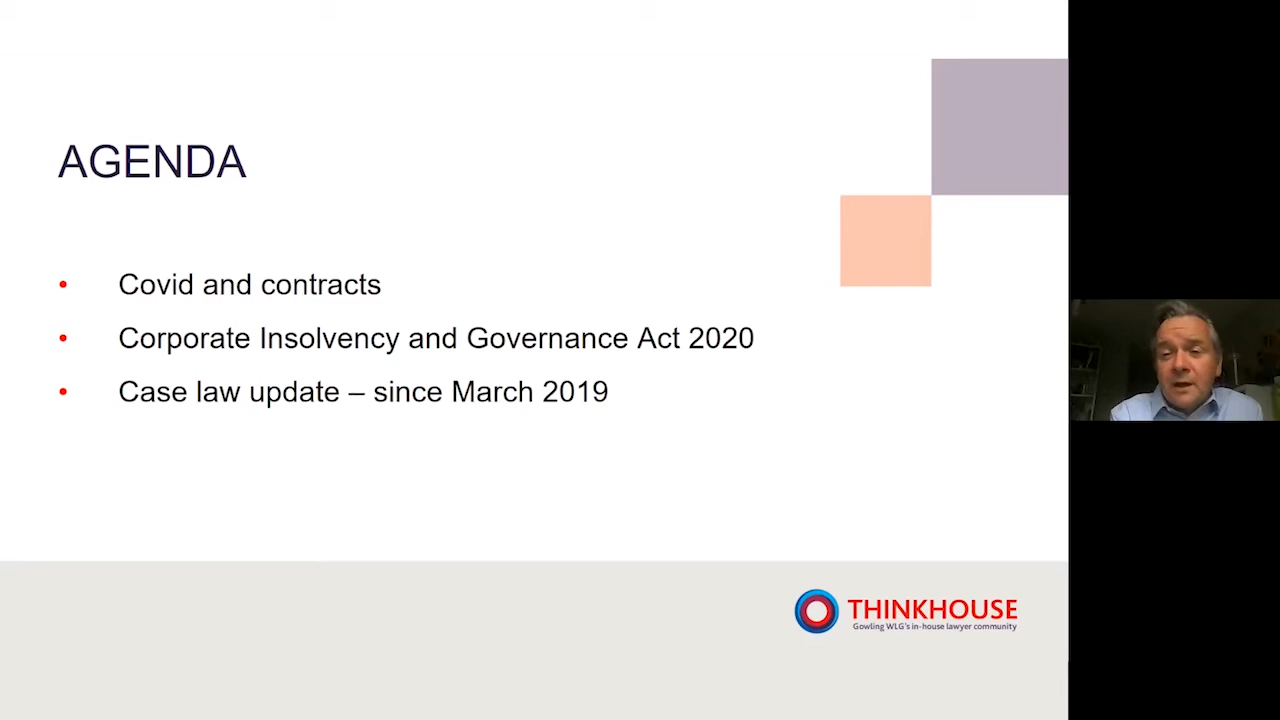 AGENDA
• Covid and contracts
• Corporate Insolvency and Governance Act 2020
• Case law update – since March 2019
THINKHOUSE
Gowling WLG's in-house lawyer community